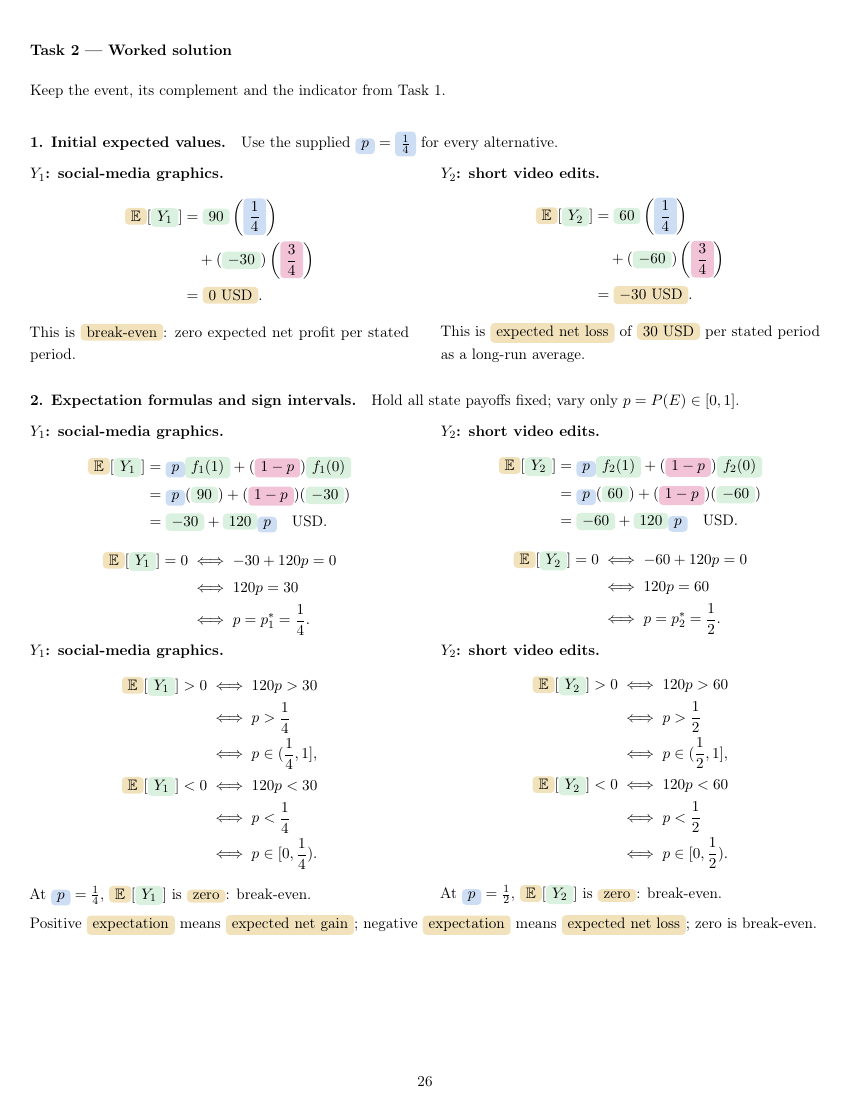 Task 2 — Worked solution
Keep the event, its complement and the indicator from Task 1.
1. Initial expected values. Use the supplied p = 1/4 for every alternative.
Y₁: social-media graphics.
𝔼[Y₁] = 90 (1/4)
+ (−30) (3/4)
= 0 USD.
This is break-even: zero expected net profit per stated
period.
Y₂: short video edits.
𝔼[Y₂] = 60 (1/4)
+ (−60) (3/4)
= −30 USD.
This is expected net loss of 30 USD per stated period
as a long-run average.
2. Expectation formulas and sign intervals. Hold all state payoffs fixed; vary only p = P(E) ∈ [0, 1].
Y₁: social-media graphics.
𝔼[Y₁] = p f₁(1) + (1 − p) f₁(0)
= p(90) + (1 − p)(−30)
= −30 + 120 p USD.
𝔼[Y₁] = 0 ⟺ −30 + 120p = 0
⟺ 120p = 30
⟺ p = p₁* = 1/4.
Y₂: short video edits.
𝔼[Y₂] = p f₂(1) + (1 − p) f₂(0)
= p(60) + (1 − p)(−60)
= −60 + 120 p USD.
𝔼[Y₂] = 0 ⟺ −60 + 120p = 0
⟺ 120p = 60
⟺ p = p₂* = 1/2.
Y₁: social-media graphics.
𝔼[Y₁] > 0 ⟺ 120p > 30
⟺ p > 1/4
⟺ p ∈ (1/4, 1],
𝔼[Y₁] < 0 ⟺ 120p < 30
⟺ p < 1/4
⟺ p ∈ [0, 1/4).
At p = 1/4, 𝔼[Y₁] is zero: break-even.
Y₂: short video edits.
𝔼[Y₂] > 0 ⟺ 120p > 60
⟺ p > 1/2
⟺ p ∈ (1/2, 1],
𝔼[Y₂] < 0 ⟺ 120p < 60
⟺ p < 1/2
⟺ p ∈ [0, 1/2).
At p = 1/2, 𝔼[Y₂] is zero: break-even.
Positive expectation means expected net gain; negative expectation means expected net loss; zero is break-even.
26